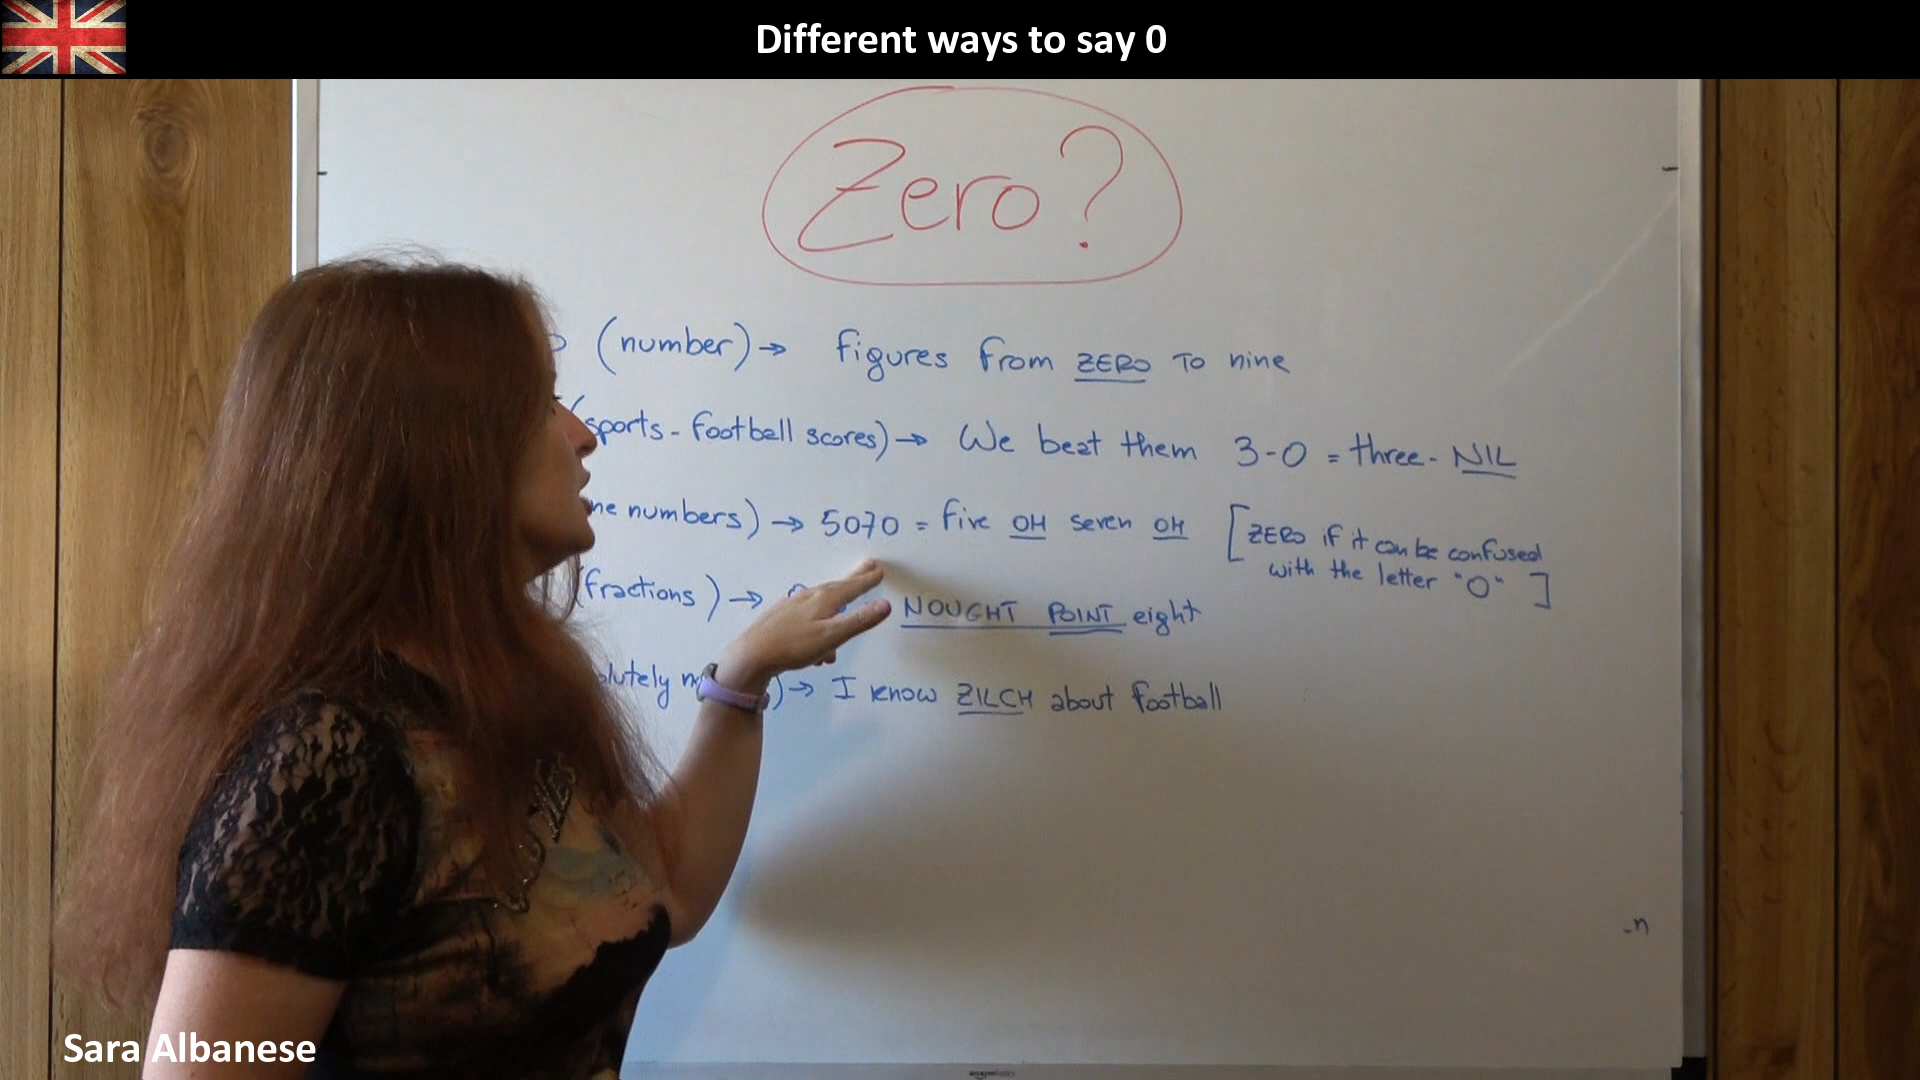 Different ways to say 0
Zero?
(number) → figures from ZERO TO nine
(sports - football scores) → We beat them 3-0 = three - NIL
numbers) → 5070 = five OH seven OH [ZERO if it can be confused
with the letter "O"]
(fractions) → NOUGHT POINT eight
→ I know ZILCH about football
-n
Sara Albanese